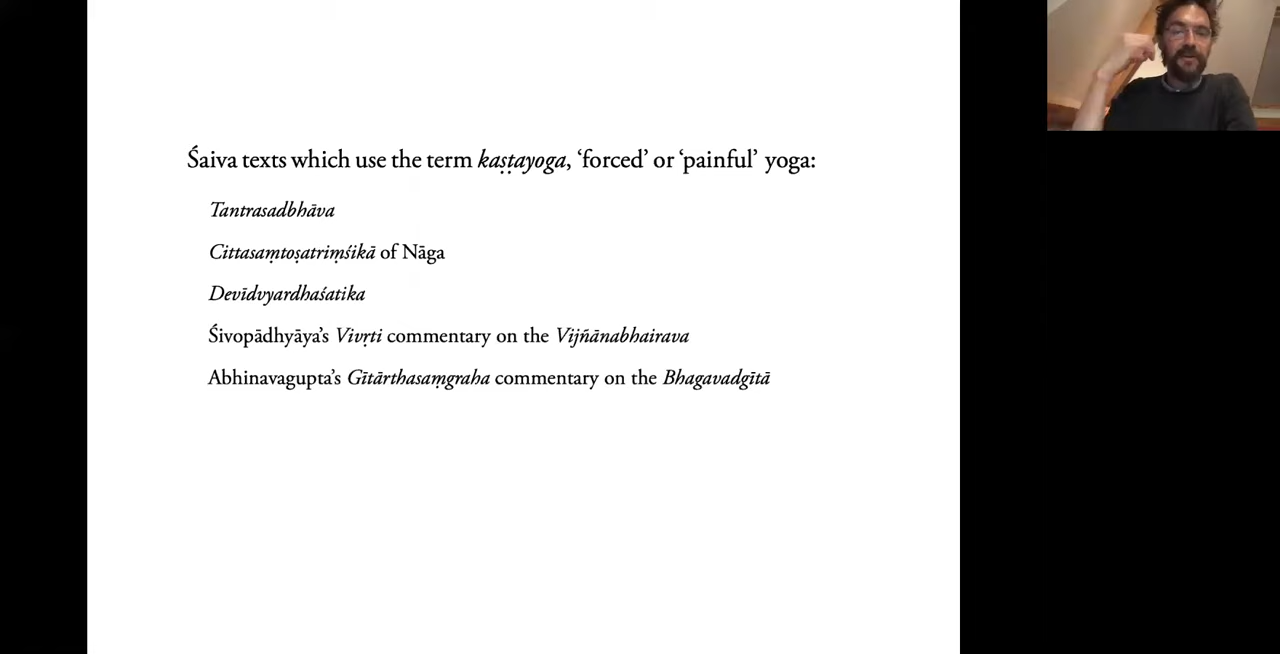 Śaiva texts which use the term kaṣṭayoga, ‘forced’ or ‘painful’ yoga:
Tantrasadbhāva
Cittasaṃtoṣatriṃśikā of Nāga
Devīdvyardhaśatika
Śivopādhyāya’s Vivṛti commentary on the Vijñānabhairava
Abhinavagupta’s Gītārthasaṃgraha commentary on the Bhagavadgītā